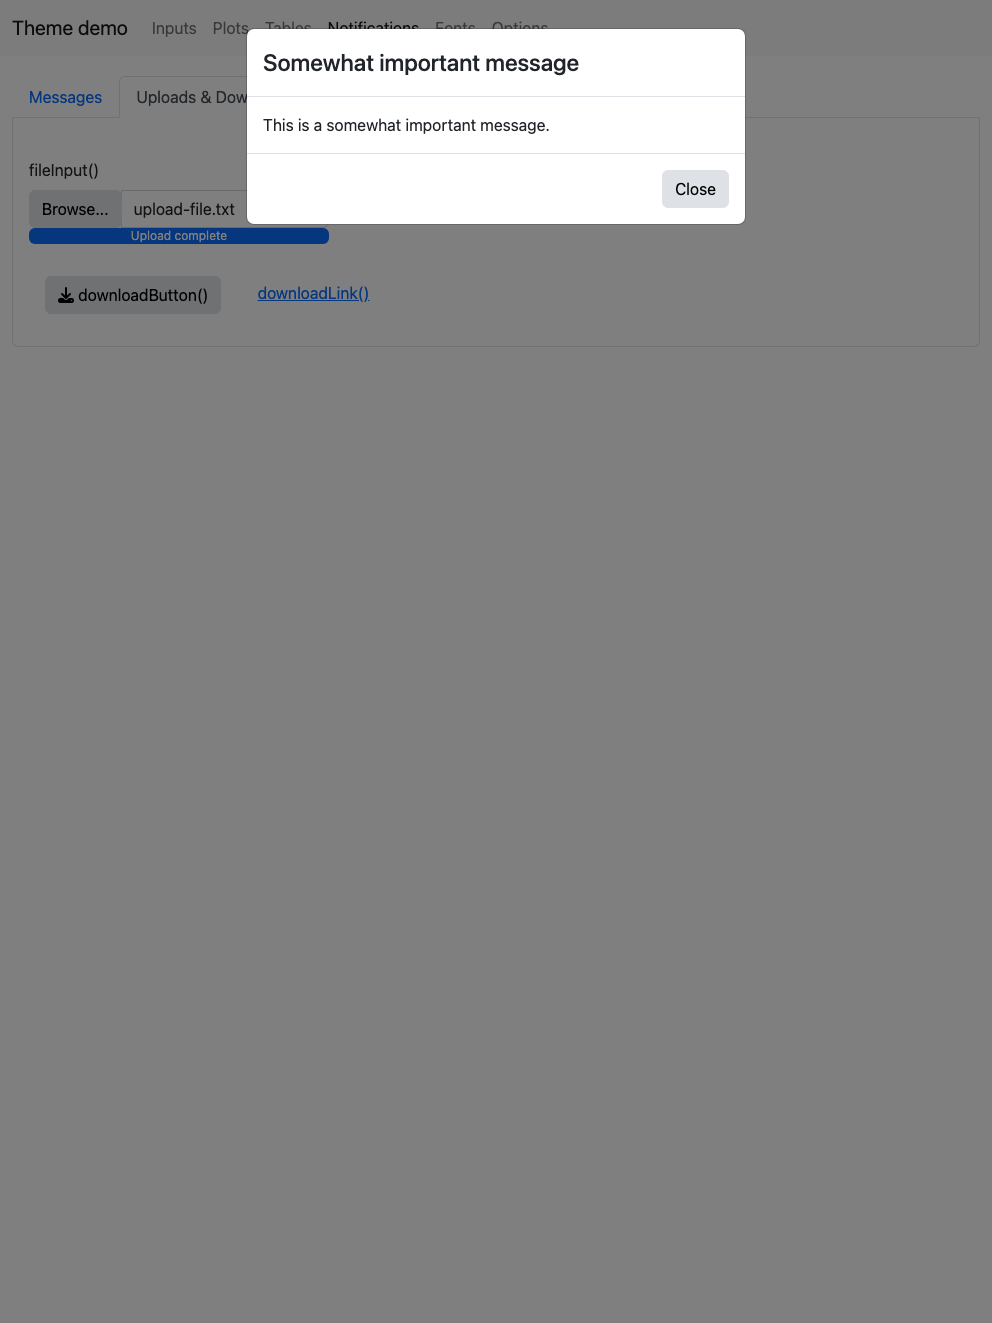 Theme demo Inputs Plots Tables Notifications Fonts Options
Somewhat important message
Messages Uploads & Dow
This is a somewhat important message.
fileInput()
Close
Browse... upload-file.txt
Upload complete
downloadButton() downloadLink()